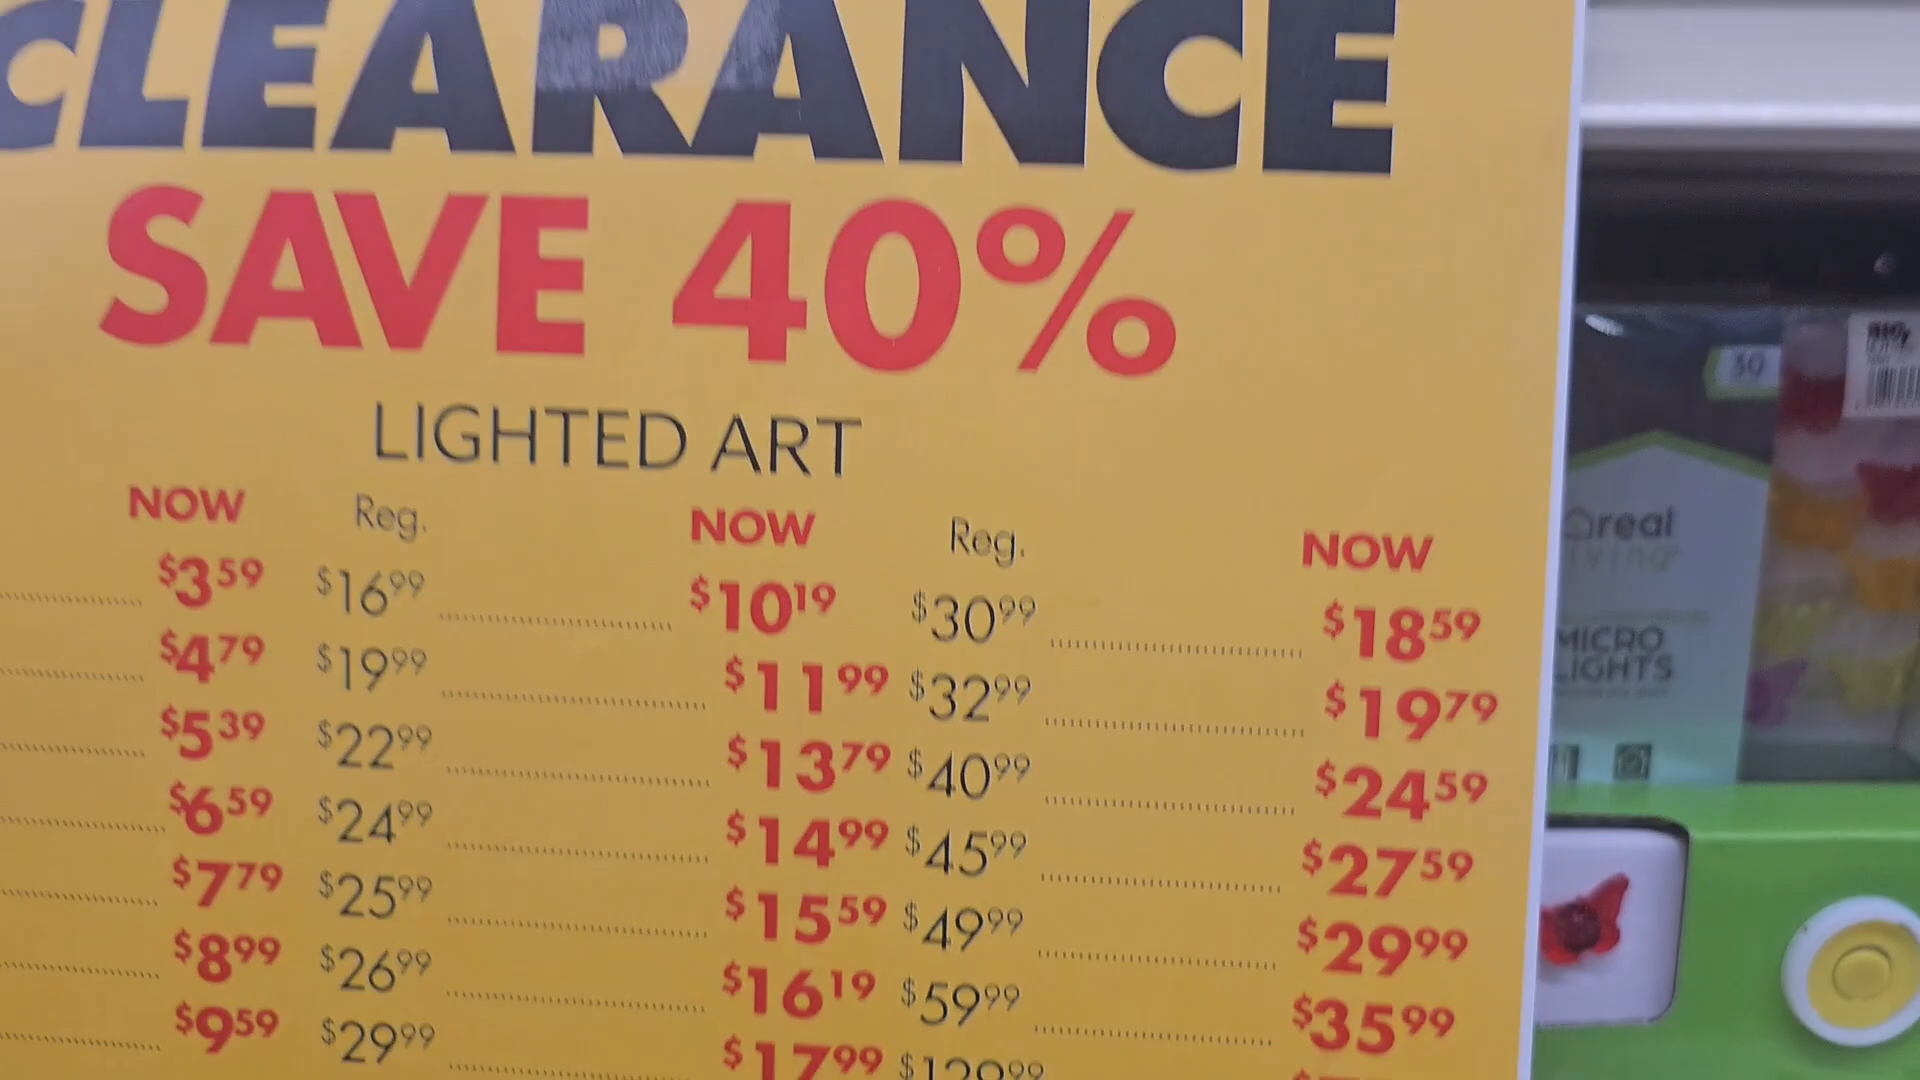 CLEARANCE
SAVE 40%
LIGHTED ART
NOW Reg. NOW Reg. NOW
$3.59 $16.99 $10.19 $30.99 $18.59
$4.79 $19.99 $11.99 $32.99 $19.79
$5.39 $22.99 $13.79 $40.99 $24.59
$6.59 $24.99 $14.99 $45.99 $27.59
$7.79 $25.99 $15.59 $49.99 $29.99
$8.99 $26.99 $16.19 $59.99 $35.99
$9.59 $29.99 $17.99 $129.99
50
real
living
MICRO
LIGHTS